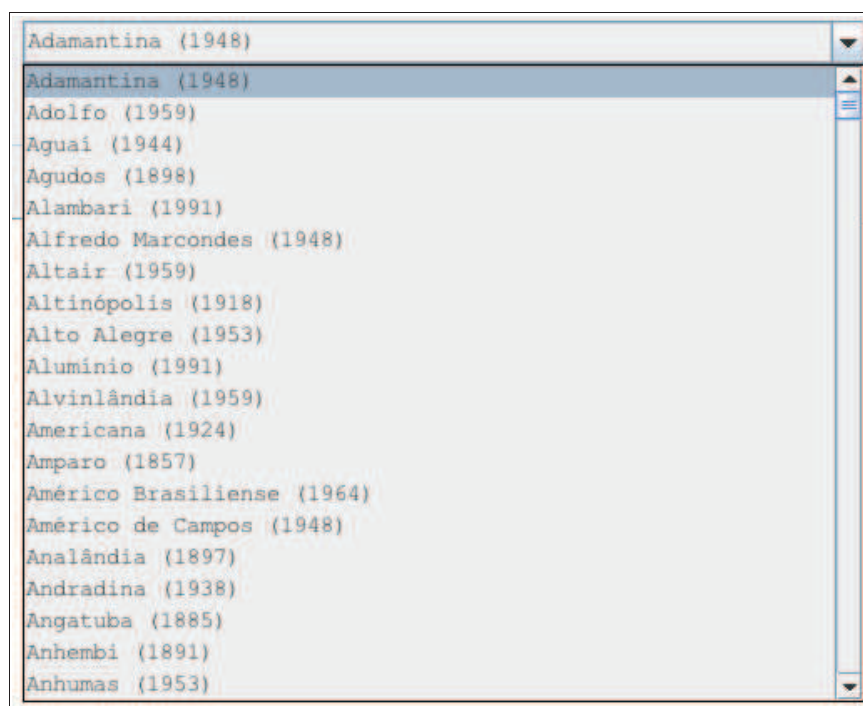 Adamantina (1948)
Adamantina (1948)
Adolfo (1959)
Aguaí (1944)
Agudos (1898)
Alambari (1991)
Alfredo Marcondes (1948)
Altair (1959)
Altinópolis (1918)
Alto Alegre (1953)
Alumínio (1991)
Alvinlândia (1959)
Americana (1924)
Amparo (1857)
Américo Brasiliense (1964)
Américo de Campos (1948)
Analândia (1897)
Andradina (1938)
Angatuba (1885)
Anhembi (1891)
Anhumas (1953)